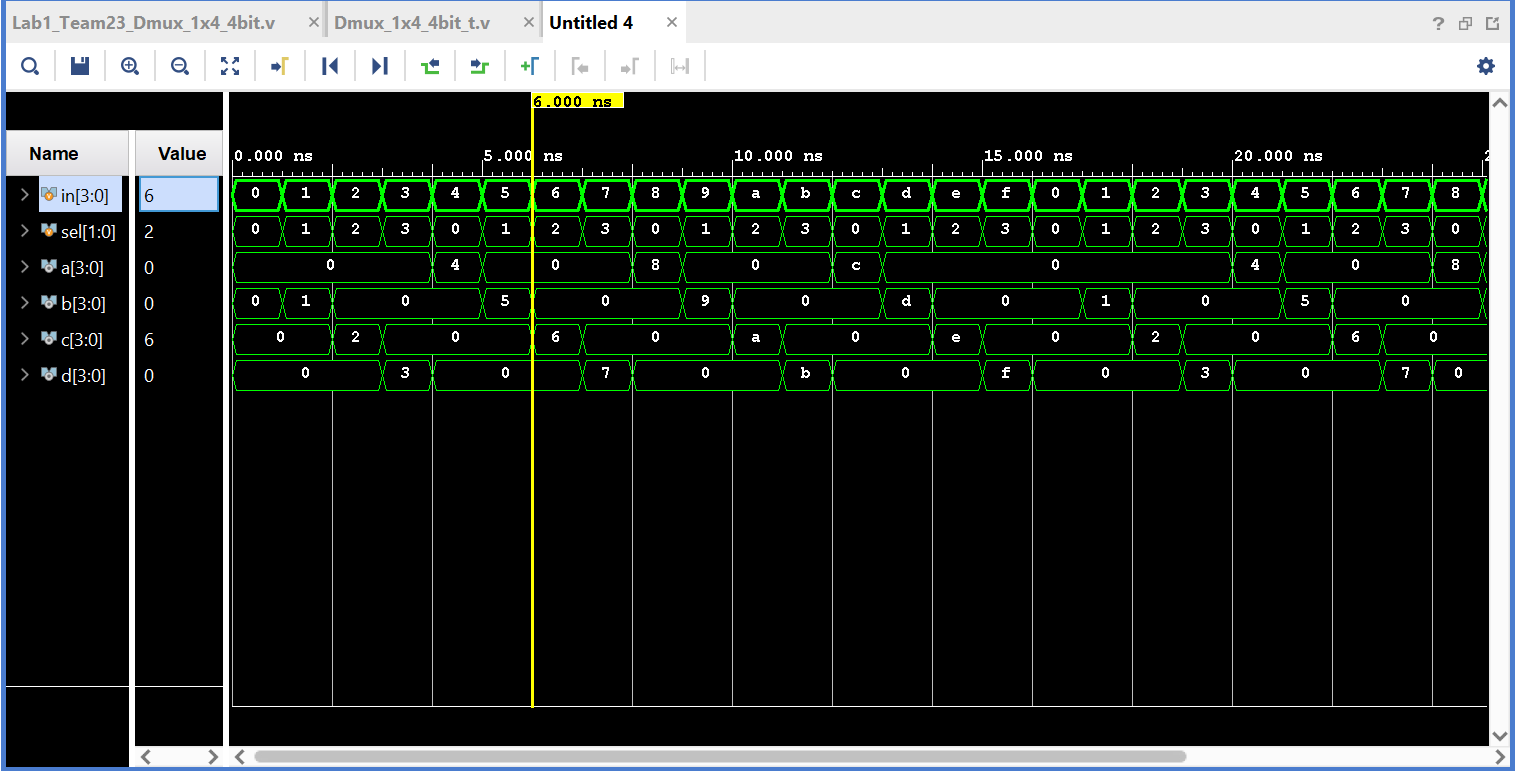 Lab1_Team23_Dmux_1x4_4bit.v × Dmux_1x4_4bit_t.v × Untitled 4 × ?
6.000 ns
Name Value 0.000 ns 5.000 ns 10.000 ns 15.000 ns 20.000 ns 2
in[3:0] 6 0 1 2 3 4 5 6 7 8 9 a b c d e f 0 1 2 3 4 5 6 7 8
sel[1:0] 2 0 1 2 3 0 1 2 3 0 1 2 3 0 1 2 3 0 1 2 3 0 1 2 3 0
a[3:0] 0 0 4 0 8 0 c 0 4 0 8
b[3:0] 0 0 1 0 5 0 9 0 d 0 1 0 5 0
c[3:0] 6 0 2 0 6 0 a 0 e 0 2 0 6 0
d[3:0] 0 0 3 0 7 0 b 0 f 0 3 0 7 0